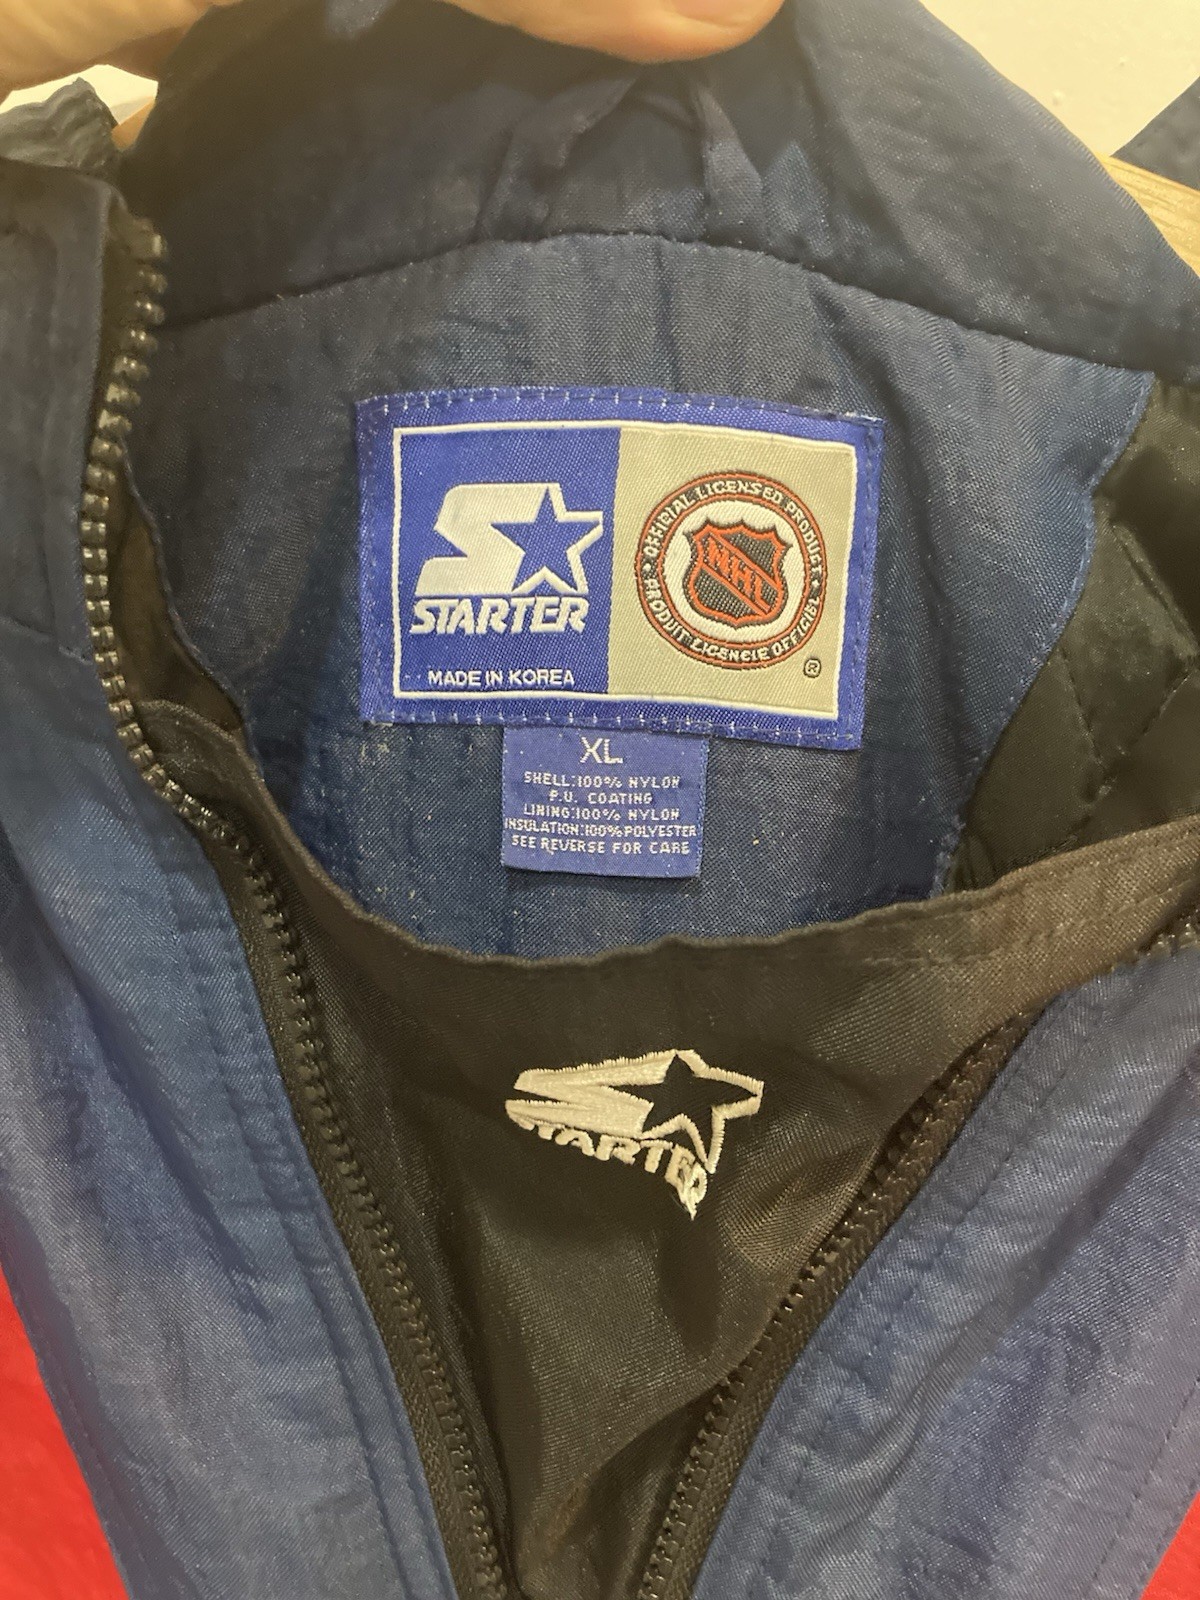 STARTER
MADE IN KOREA
OFFICIAL LICENSED PRODUCT
NHL
PRODUIT LICENCIE OFFICIEL
®
XL
SHELL:100% NYLON
P.U. COATING
LINING:100% NYLON
INSULATION:100% POLYESTER
SEE REVERSE FOR CARE
STARTER